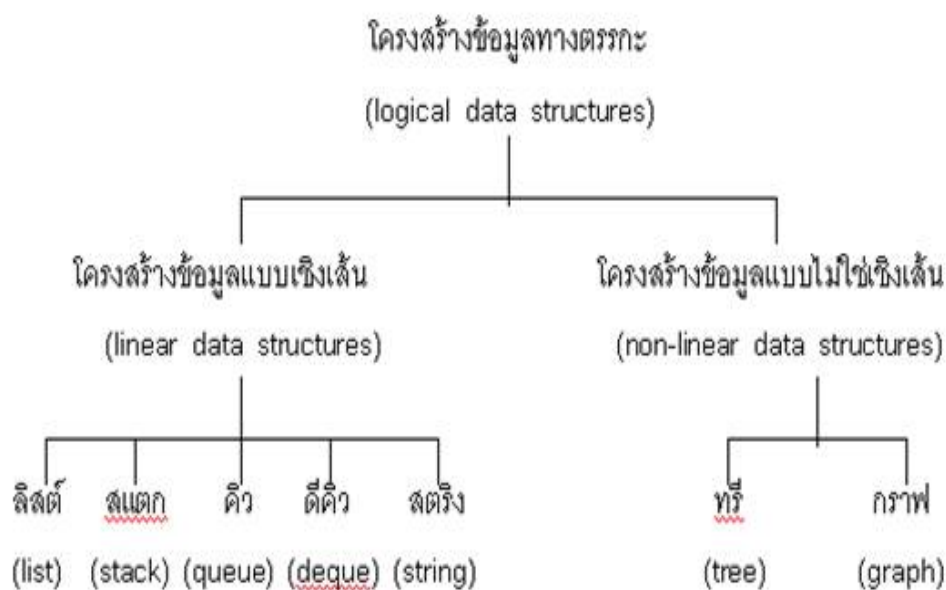 โครงสร้างข้อมูลทางตรรกะ
(logical data structures)
โครงสร้างข้อมูลแบบเชิงเส้น โครงสร้างข้อมูลแบบไม่ใช่เชิงเส้น
(linear data structures) (non-linear data structures)
ลิสต์ สแตก คิว ดีคิว สตริง ทรี กราฟ
(list) (stack) (queue) (deque) (string) (tree) (graph)